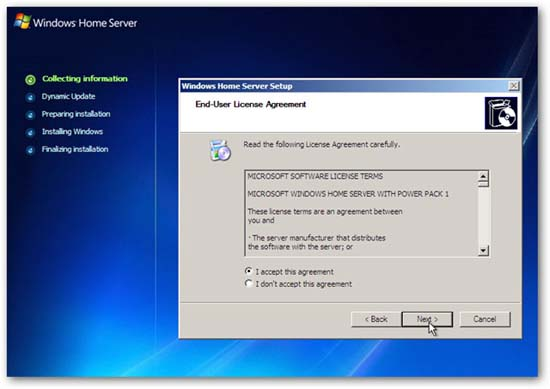 Windows Home Server
Collecting information
Dynamic Update
Preparing installation
Installing Windows
Finalizing installation
Windows Home Server Setup
End-User License Agreement
Read the following License Agreement carefully.
MICROSOFT SOFTWARE LICENSE TERMS
MICROSOFT WINDOWS HOME SERVER WITH POWER PACK 1
These license terms are an agreement between
you and
· The server manufacturer that distributes
the software with the server; or
I accept this agreement
I don't accept this agreement
< Back
Next >
Cancel